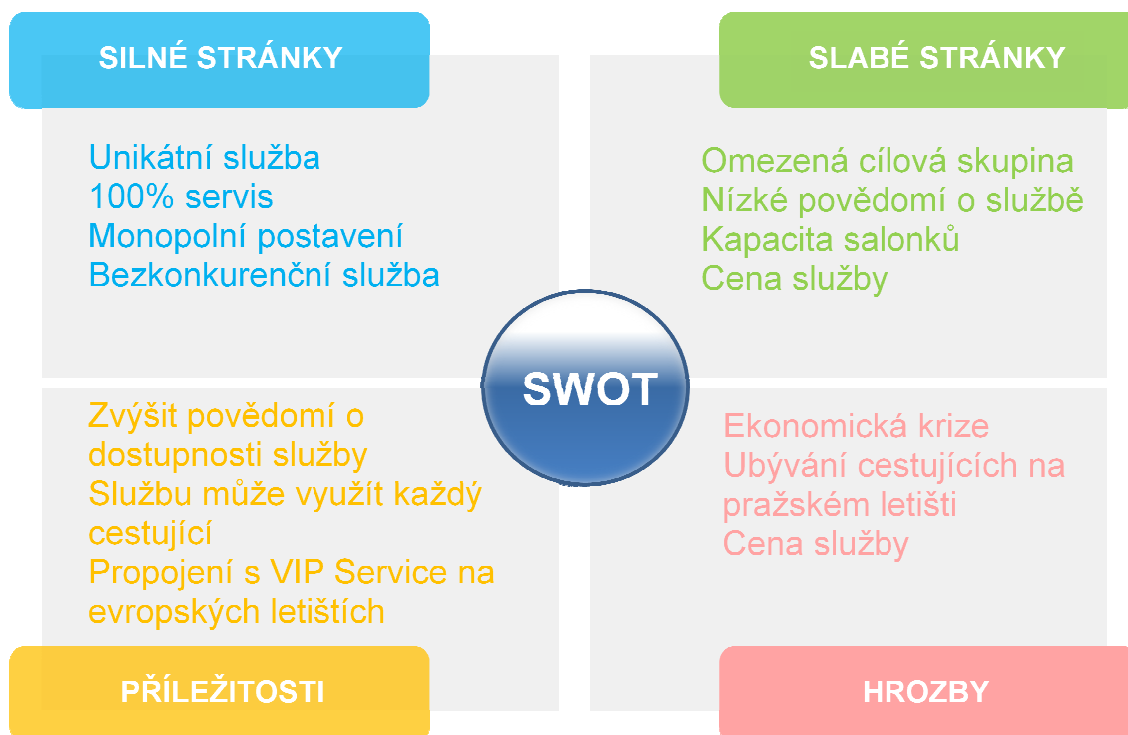 SILNÉ STRÁNKY
Unikátní služba
100% servis
Monopolní postavení
Bezkonkurenční služba
SLABÉ STRÁNKY
Omezená cílová skupina
Nízké povědomí o službě
Kapacita salonků
Cena služby
SWOT
Zvýšit povědomí o
dostupnosti služby
Službu může využít každý
cestující
Propojení s VIP Service na
evropských letištích
PŘÍLEŽITOSTI
Ekonomická krize
Ubývání cestujících na
pražském letišti
Cena služby
HROZBY